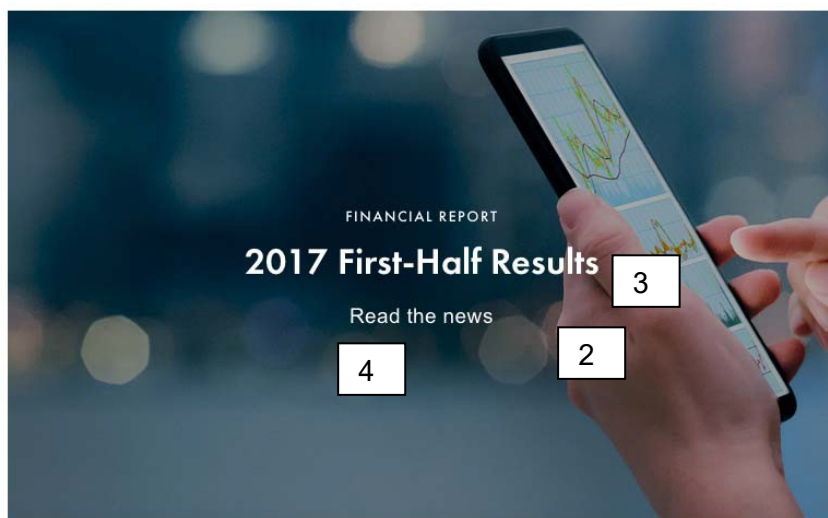 FINANCIAL REPORT
2017 First-Half Results
3
Read the news
2
4